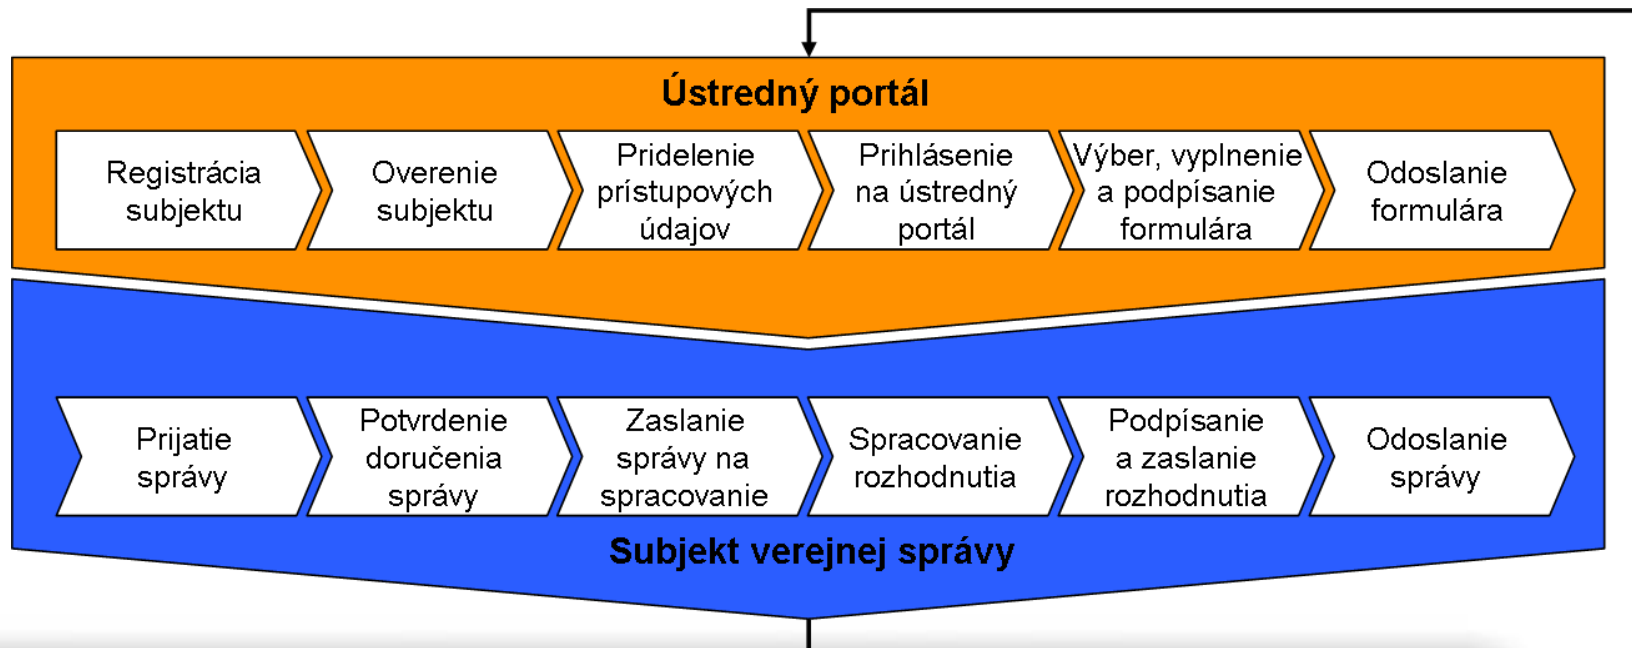 Ústredný portál
Registrácia
subjektu
Overenie
subjektu
Pridelenie
prístupových
údajov
Prihlásenie
na ústredný
portál
Výber, vyplnenie
a podpísanie
formulára
Odoslanie
formulára
Prijatie
správy
Potvrdenie
doručenia
správy
Zaslanie
správy na
spracovanie
Spracovanie
rozhodnutia
Podpísanie
a zaslanie
rozhodnutia
Odoslanie
správy
Subjekt verejnej správy